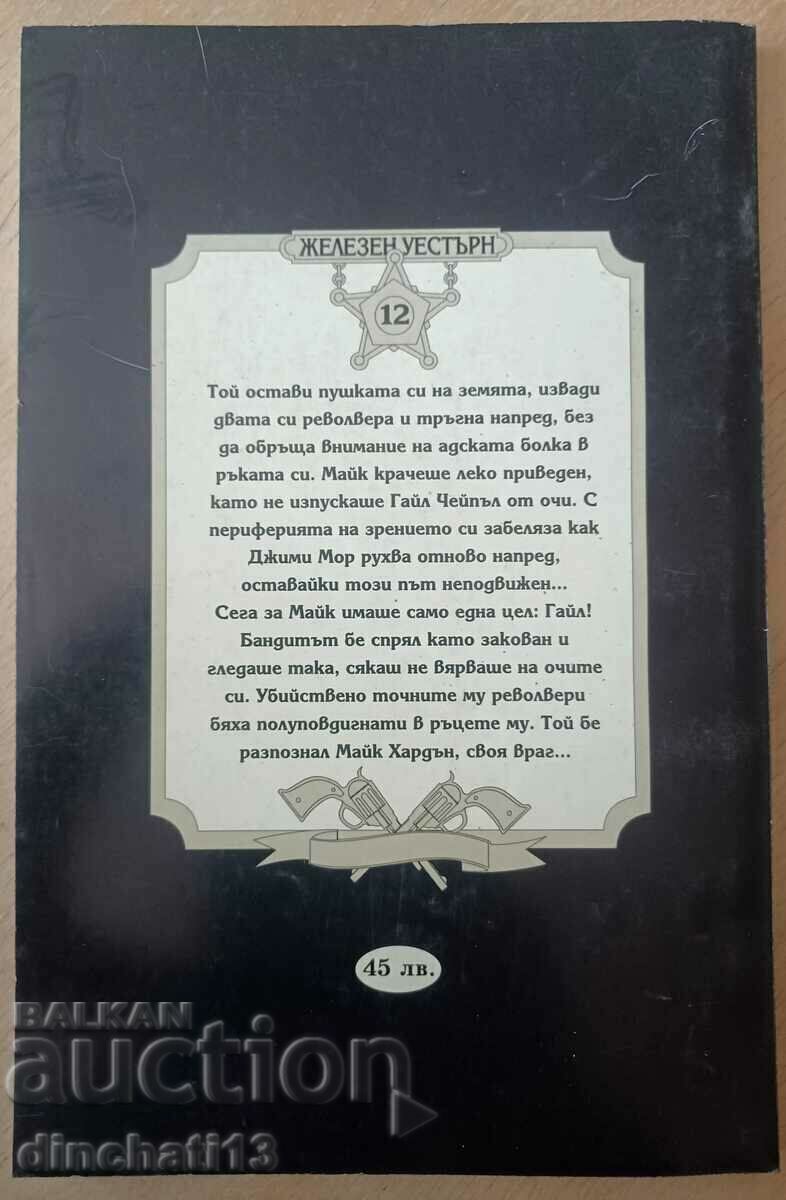 ЖЕЛЕЗЕН УЕСТЪРН
12
Той остави пушката си на земята, извади
двата си револвера и тръгна напред, без
да обръща внимание на адската болка в
ръката си. Майк крачеше леко приведен,
като не изпускаше Гайл Чейпъл от очи. С
периферията на зрението си забеляза как
Джими Мор рухва отново напред,
оставайки този път неподвижен...
Сега за Майк имаше само една цел: Гайл!
Бандитът бе спрял като закован и
гледаше така, сякаш не вярваше на очите
си. Убийствено точните му револвери
бяха полуповдигнати в ръцете му. Той бе
разпознал Майк Хардън, своя враг...
45 лв.
BALKAN
auction
dinchati13